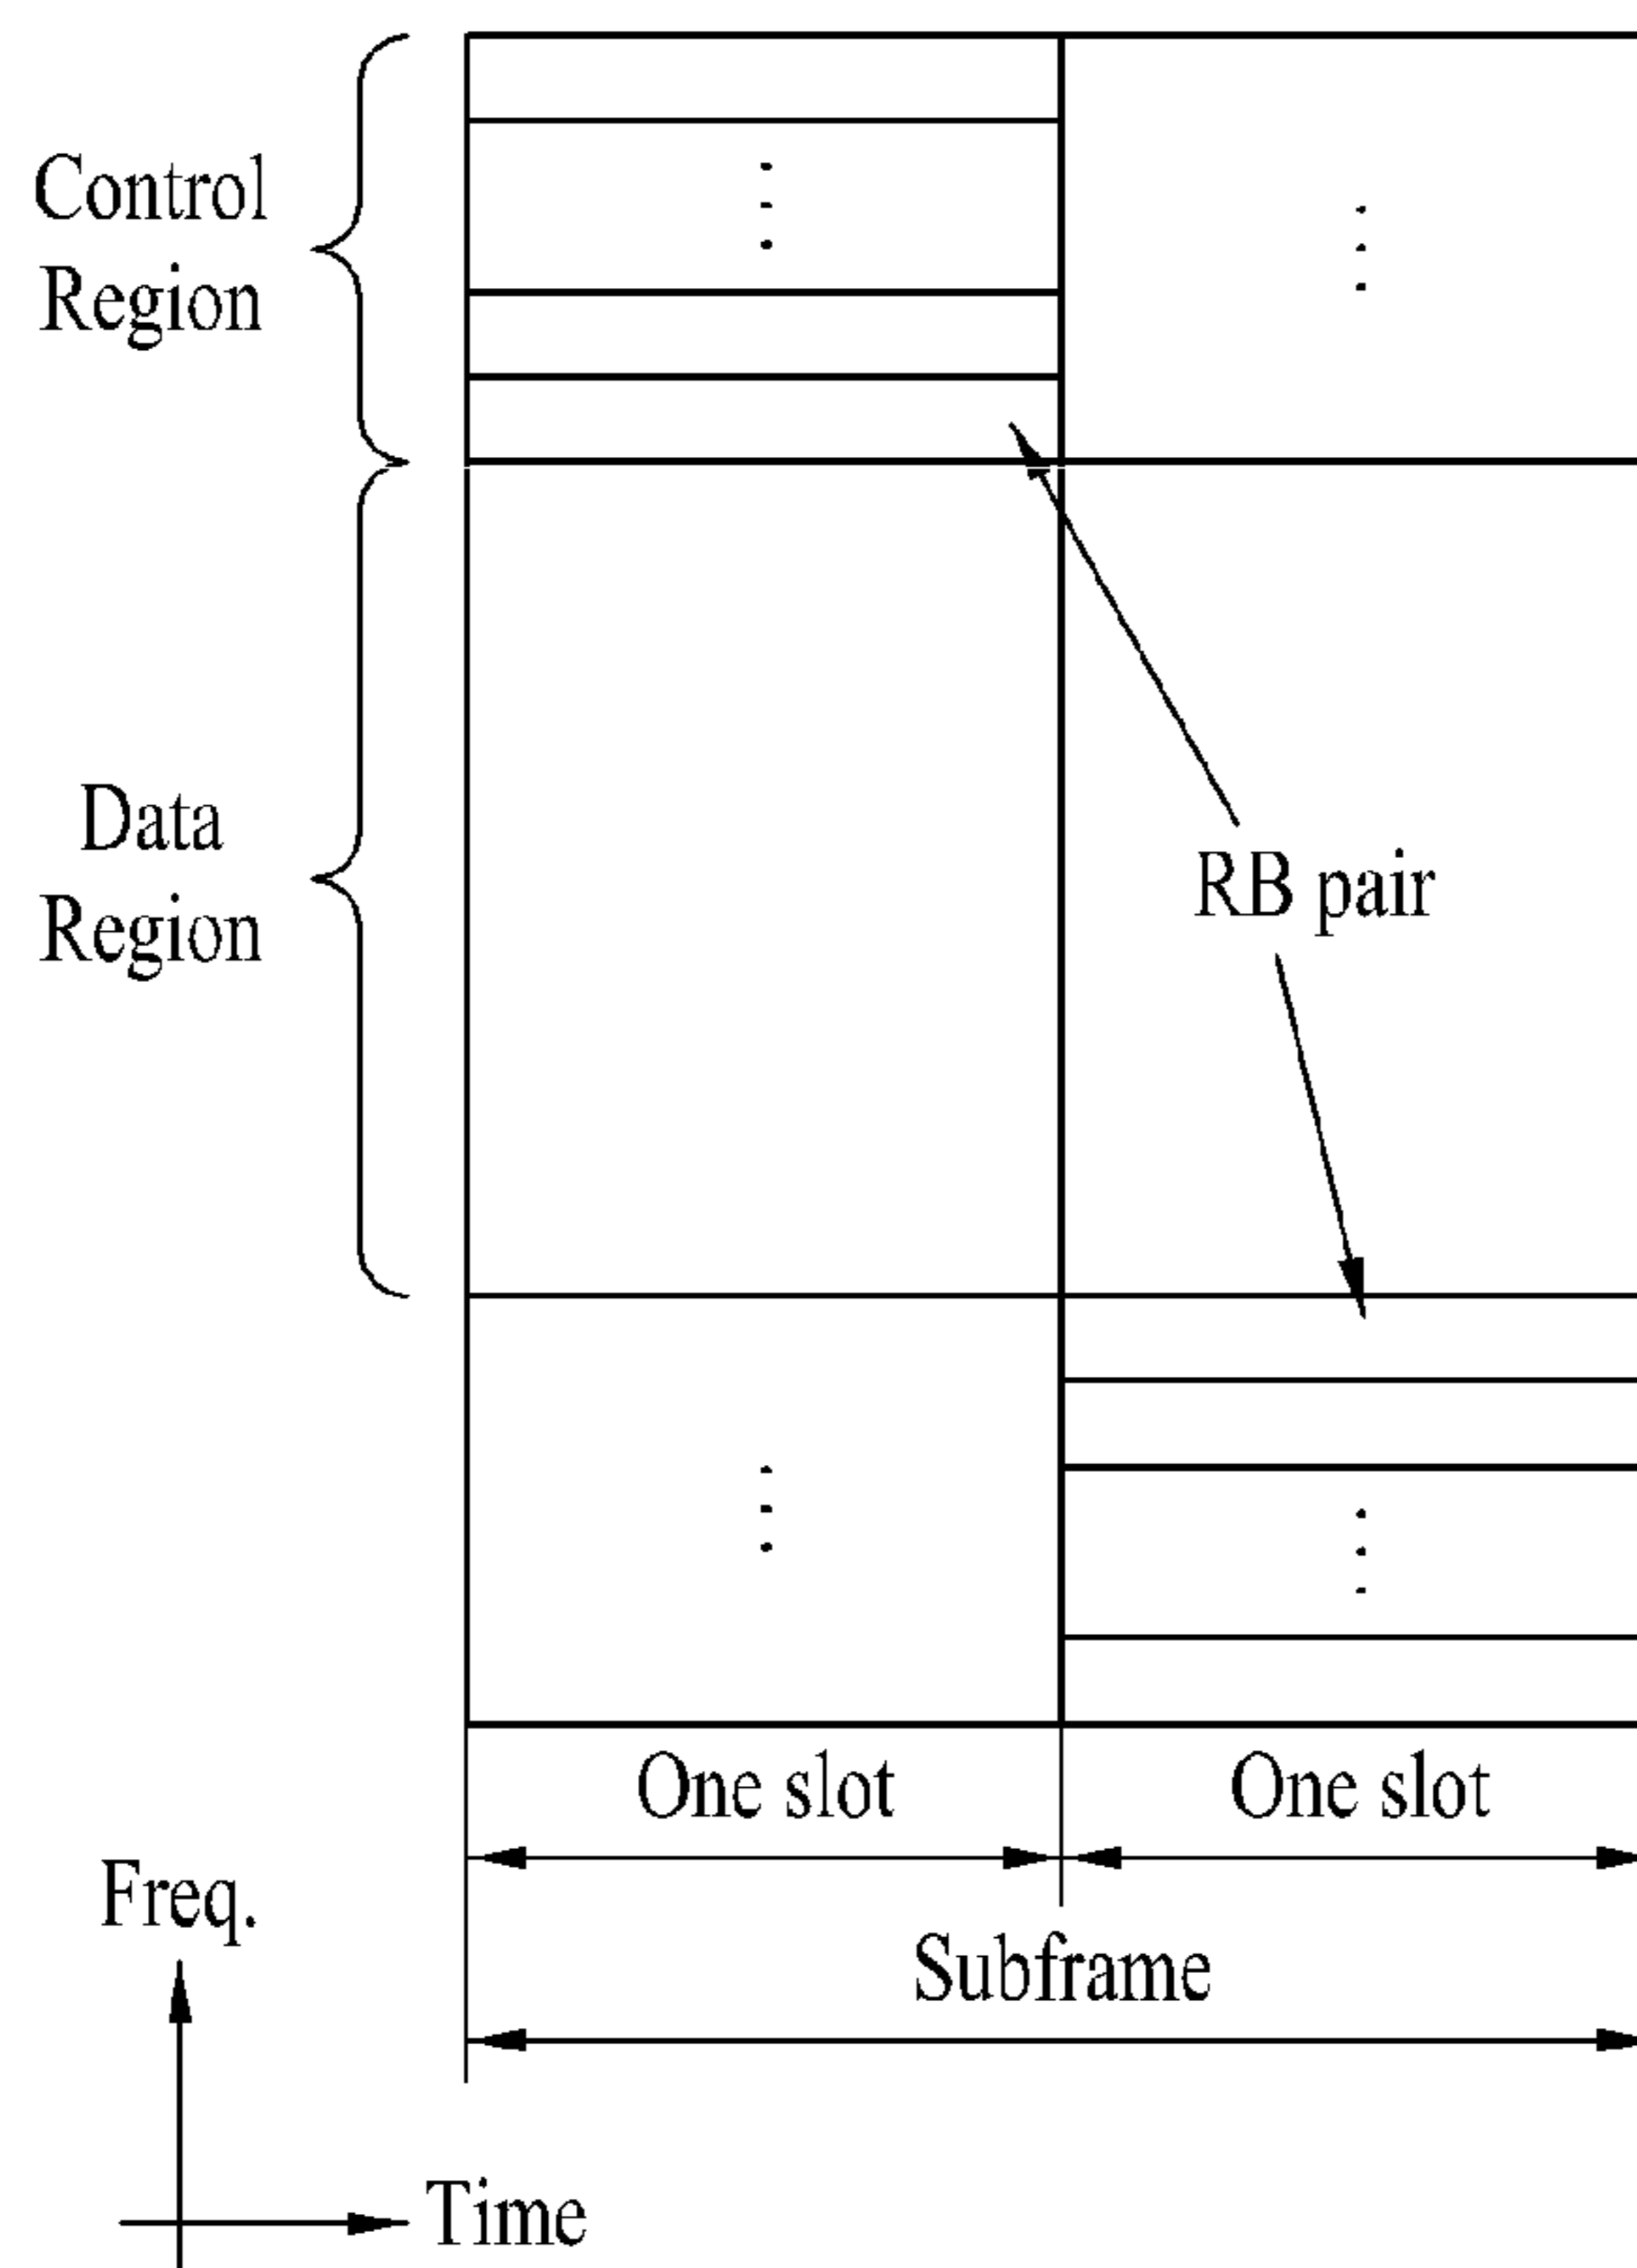 Control
Region
Data
Region
RB pair
One slot
One slot
Freq.
Subframe
Time